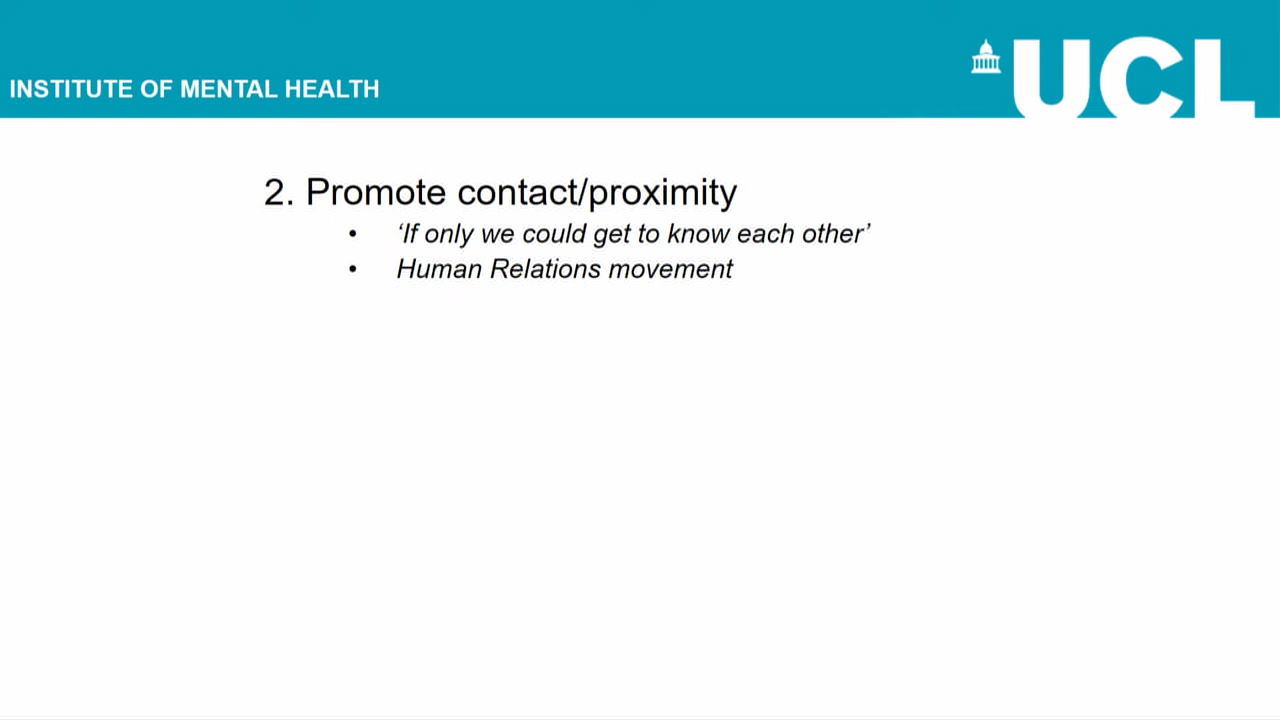 INSTITUTE OF MENTAL HEALTH
UCL
2. Promote contact/proximity
• ‘If only we could get to know each other’
• Human Relations movement